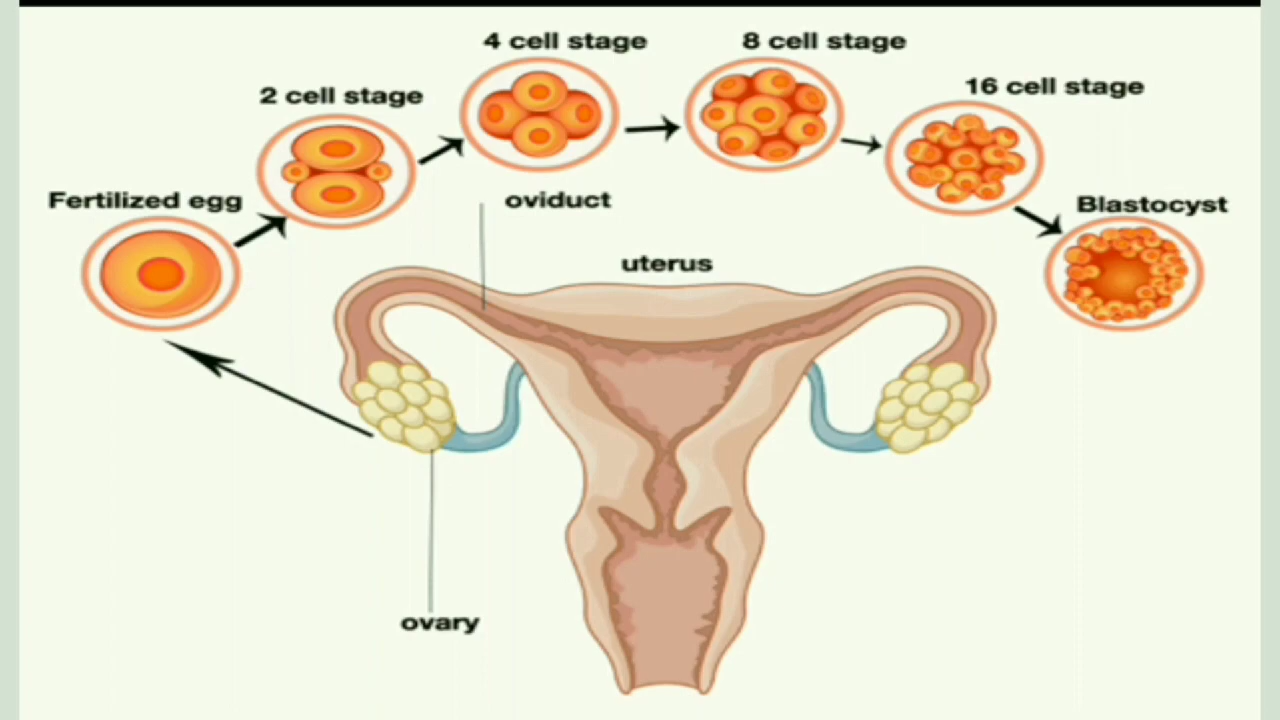 4 cell stage
8 cell stage
2 cell stage
16 cell stage
Fertilized egg
oviduct
Blastocyst
uterus
ovary